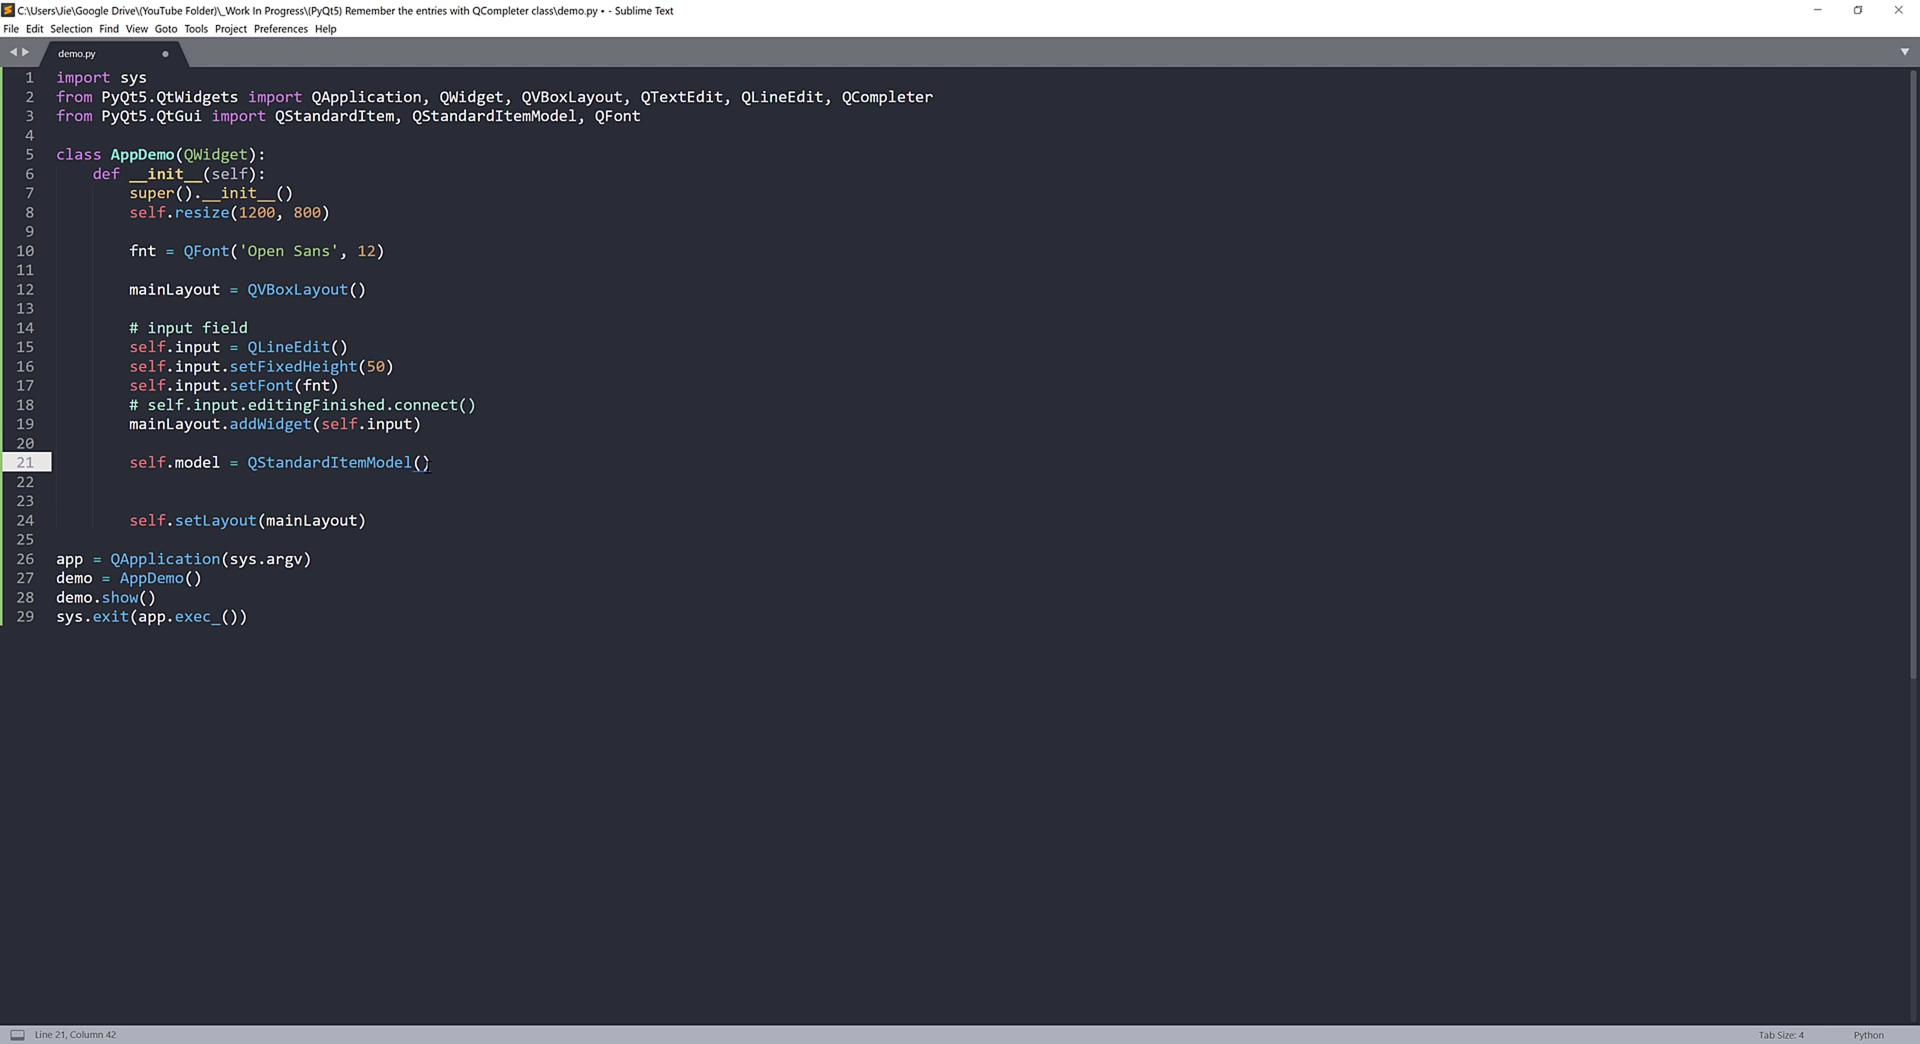 C:\Users\Jie\Google Drive\(YouTube Folder)\_Work In Progress\(PyQt5) Remember the entries with QCompleter class\demo.py • - Sublime Text
File Edit Selection Find View Goto Tools Project Preferences Help
demo.py
1 import sys
2 from PyQt5.QtWidgets import QApplication, QWidget, QVBoxLayout, QTextEdit, QLineEdit, QCompleter
3 from PyQt5.QtGui import QStandardItem, QStandardItemModel, QFont
4
5 class AppDemo(QWidget):
6     def __init__(self):
7         super().__init__()
8         self.resize(1200, 800)
9
10         fnt = QFont('Open Sans', 12)
11
12         mainLayout = QVBoxLayout()
13
14         # input field
15         self.input = QLineEdit()
16         self.input.setFixedHeight(50)
17         self.input.setFont(fnt)
18         # self.input.editingFinished.connect()
19         mainLayout.addWidget(self.input)
20
21         self.model = QStandardItemModel()
22
23
24         self.setLayout(mainLayout)
25
26 app = QApplication(sys.argv)
27 demo = AppDemo()
28 demo.show()
29 sys.exit(app.exec_())
Line 21, Column 42 Tab Size: 4 Python